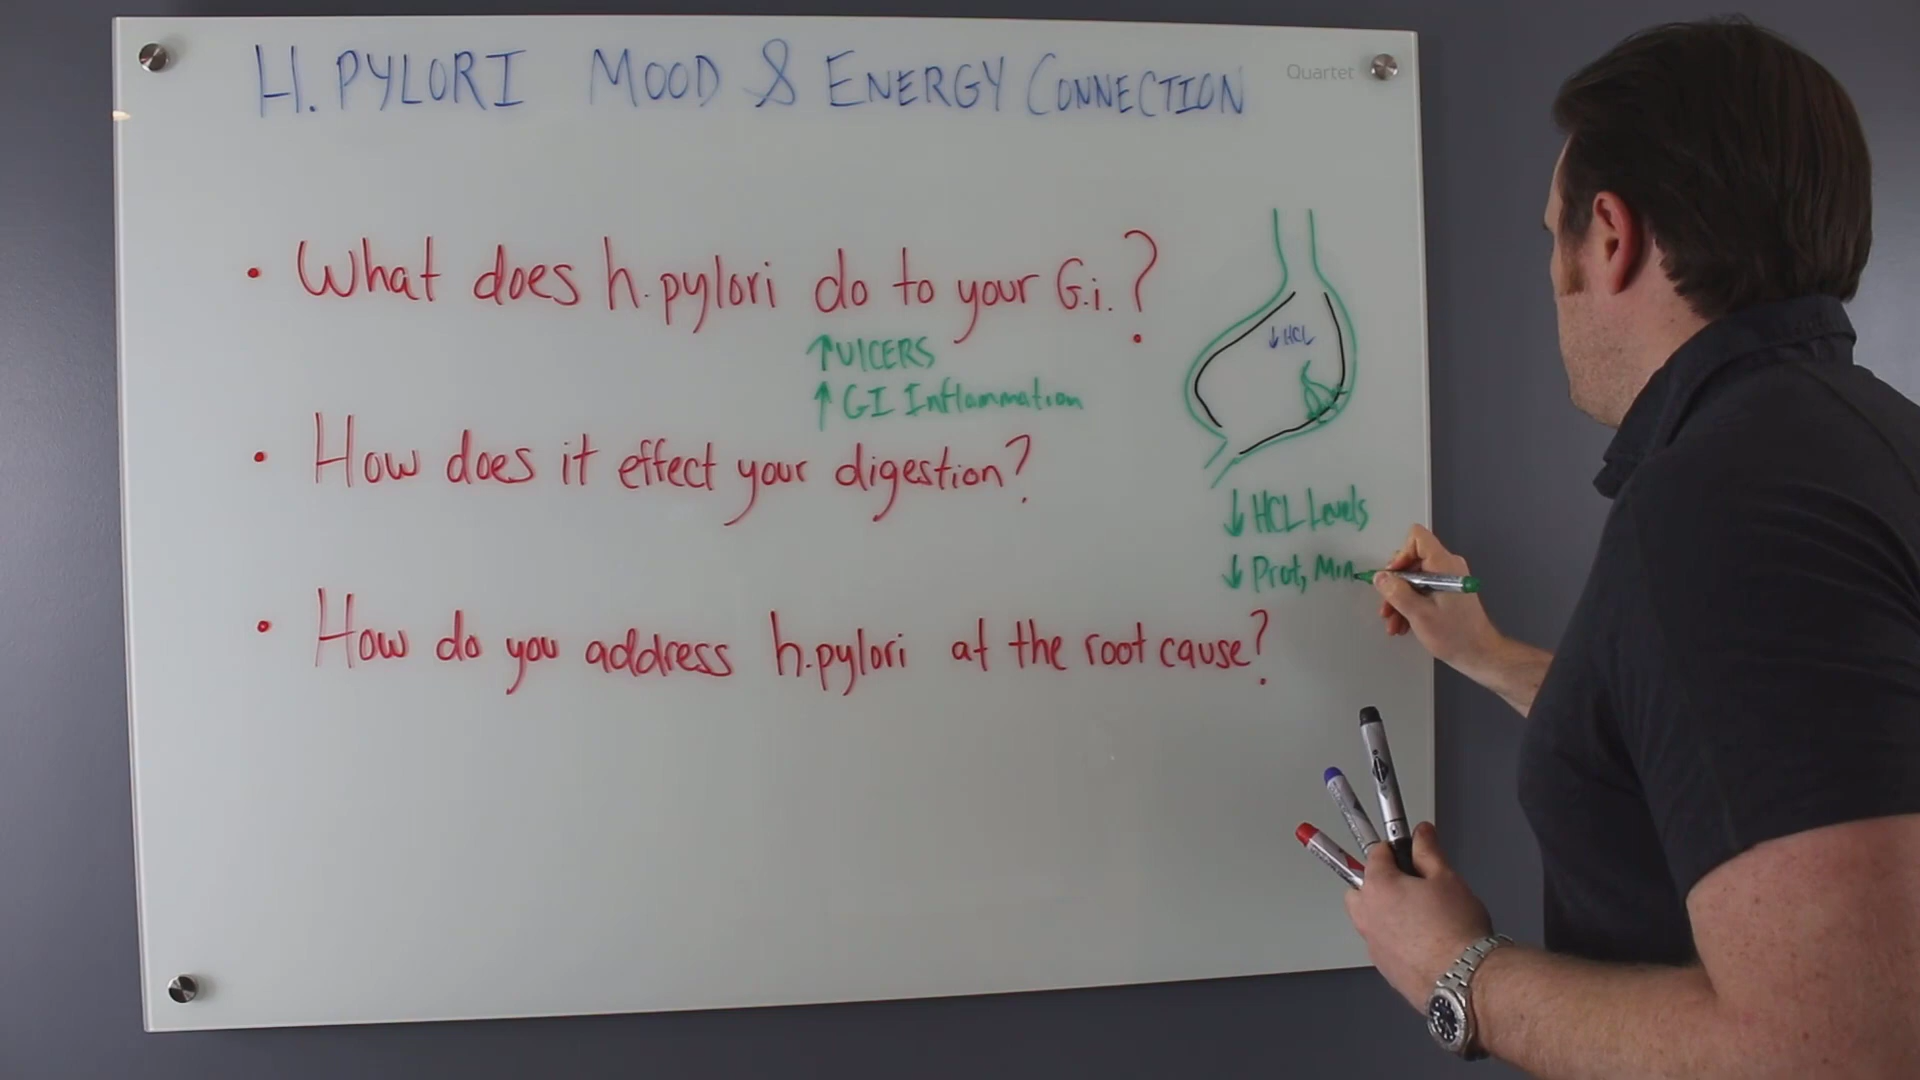 H. PYLORI MOOD & ENERGY CONNECTION
Quartet
• What does h.pylori do to your G.i.?
↑ UlCERS
↑ GI Inflammation
↓ HCL
• How does it effect your digestion?
↓ HCL Levels
↓ Prot, Min
• How do you address h.pylori at the root cause?